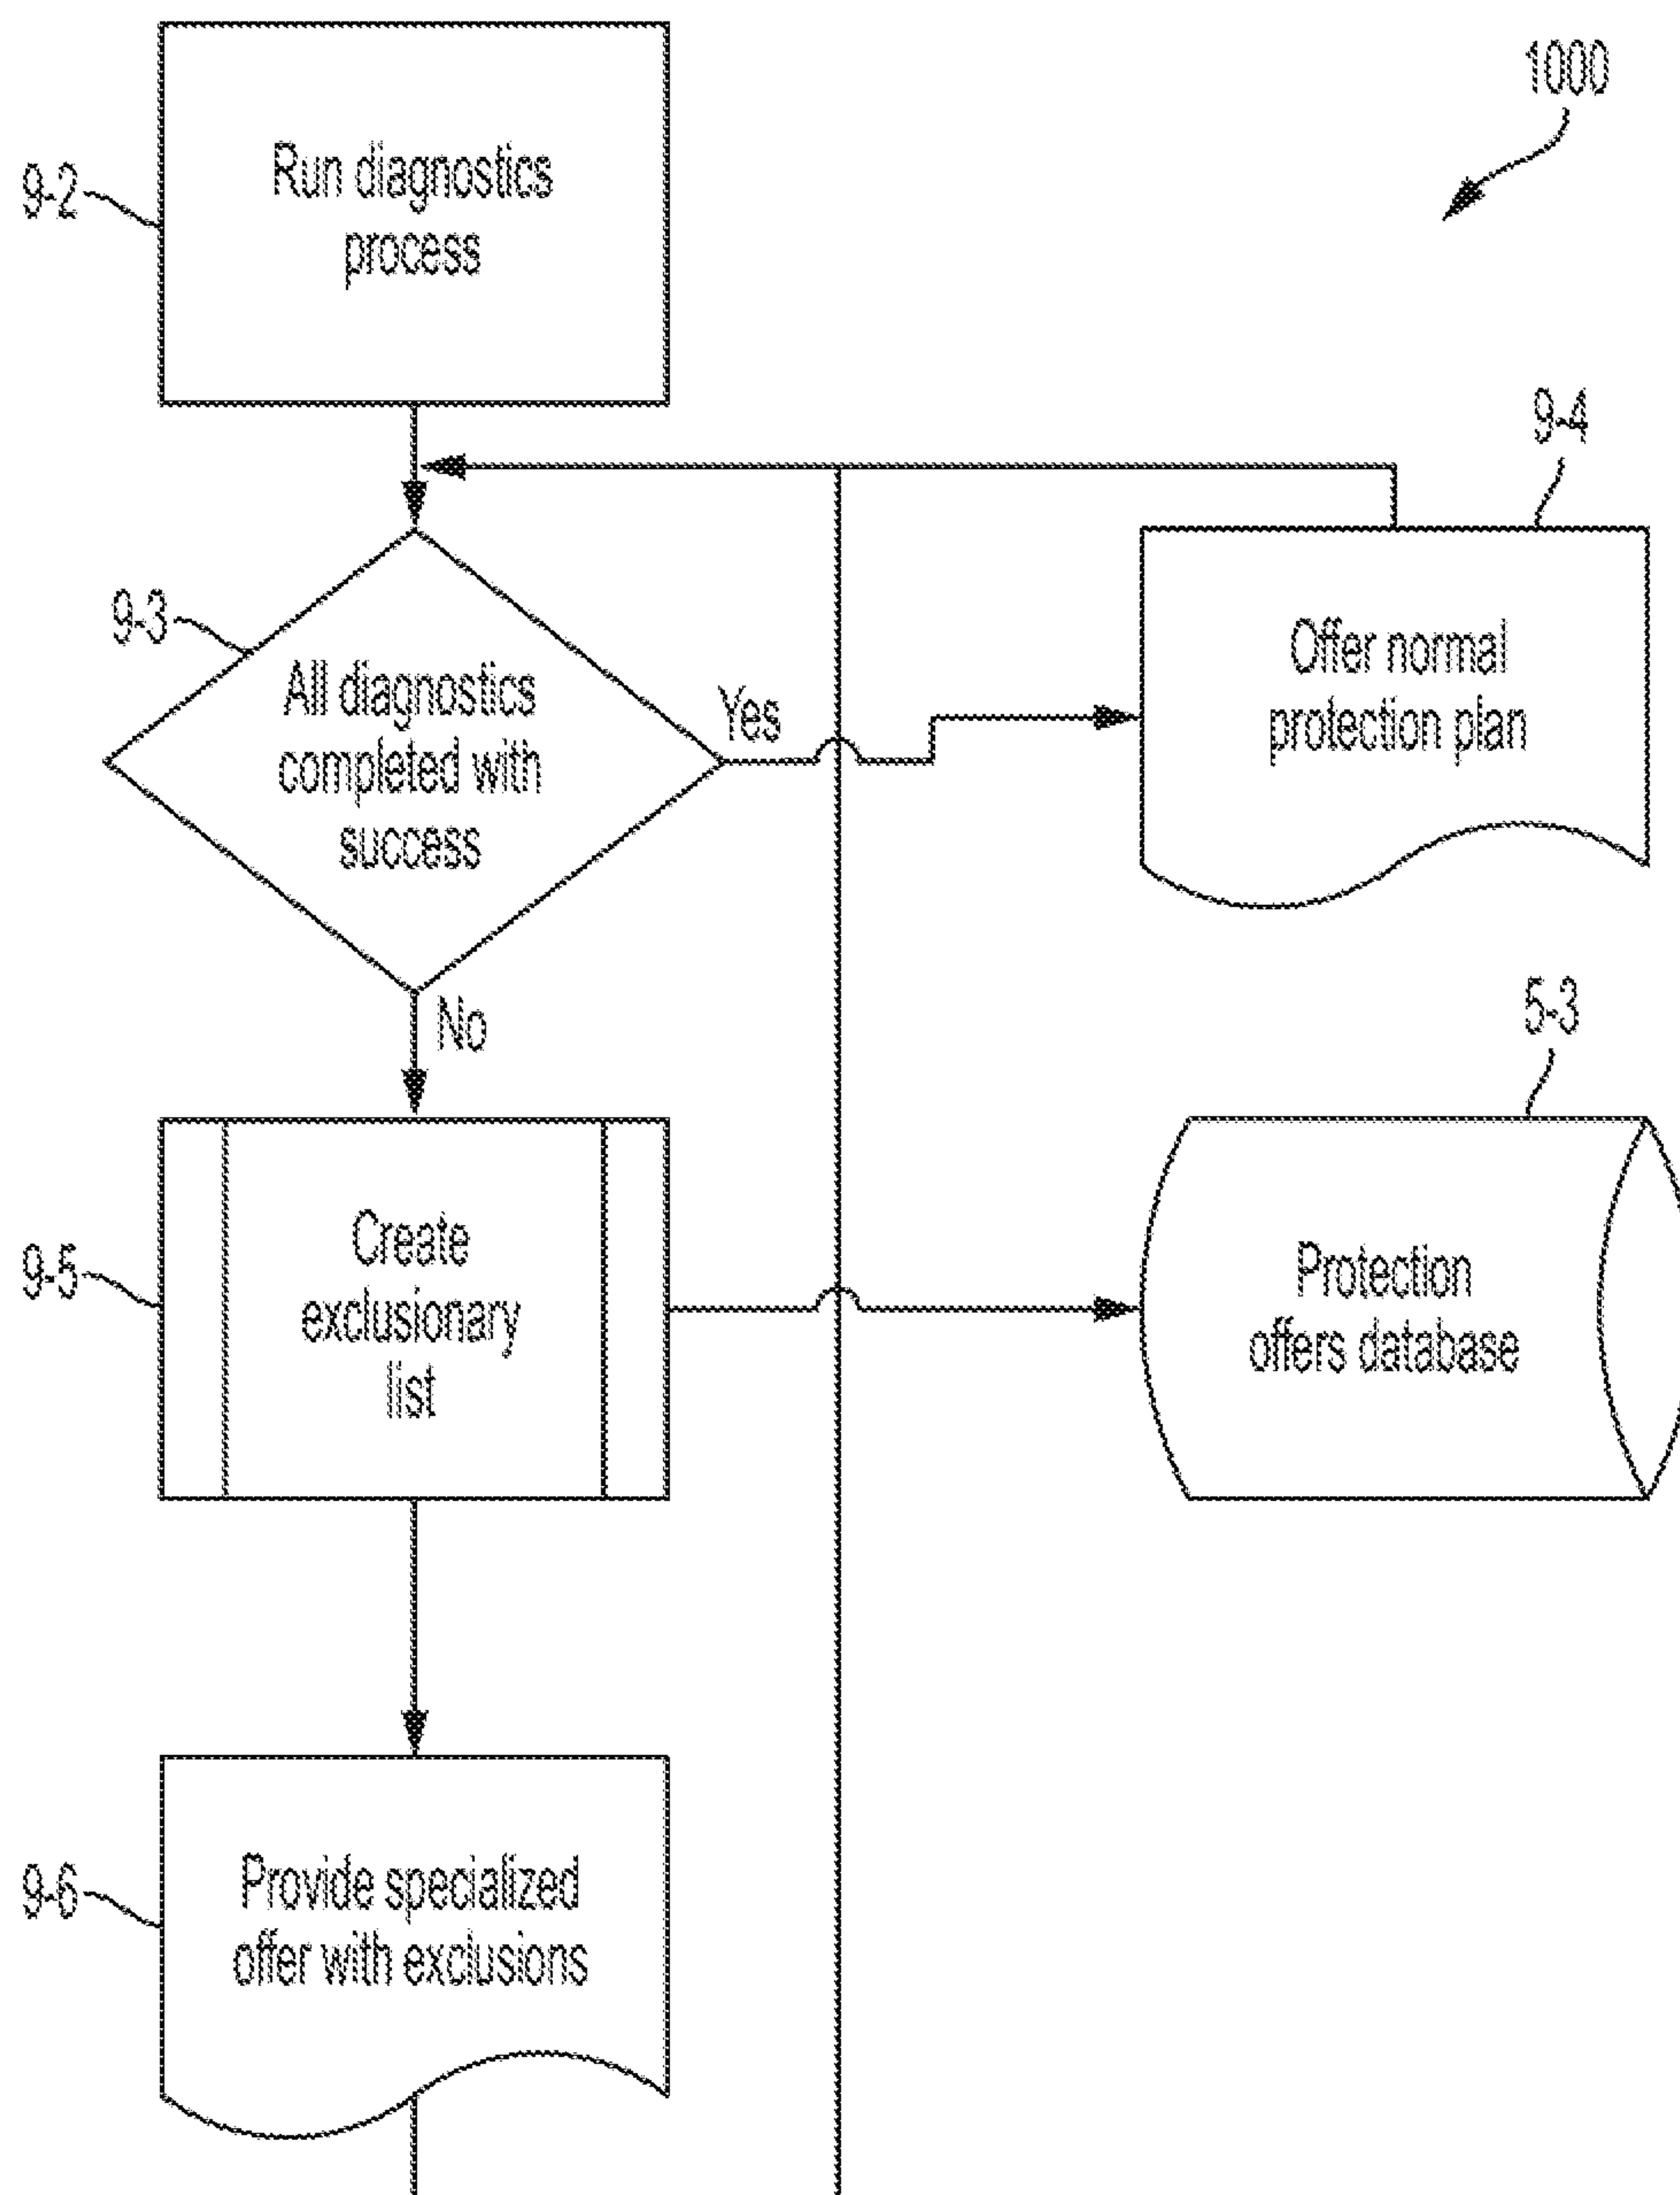 1000
9-2
Run diagnostics
process
9-4
9-3
All diagnostics
completed with
success
Yes
Offer normal
protection plan
No
5-3
9-5
Create
exclusionary
list
Protection
offers database
9-6
Provide specialized
offer with exclusions